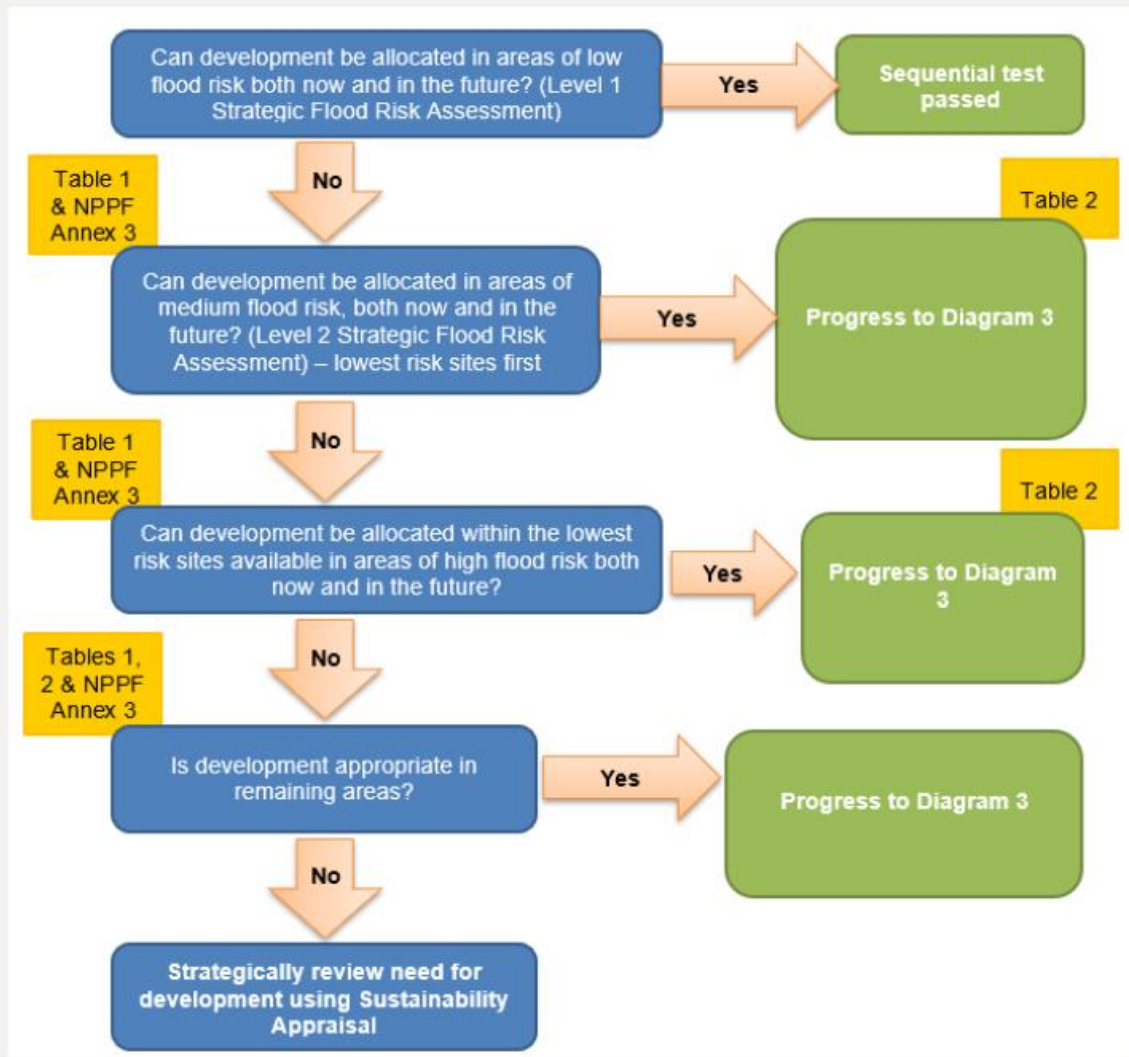 Can development be allocated in areas of low
flood risk both now and in the future? (Level 1
Strategic Flood Risk Assessment)
Yes
Sequential test
passed
No
Table 1
& NPPF
Annex 3
Table 2
Can development be allocated in areas of
medium flood risk, both now and in the
future? (Level 2 Strategic Flood Risk
Assessment) – lowest risk sites first
Yes
Progress to Diagram 3
No
Table 1
& NPPF
Annex 3
Table 2
Can development be allocated within the lowest
risk sites available in areas of high flood risk both
now and in the future?
Yes
Progress to Diagram
3
No
Tables 1,
2 & NPPF
Annex 3
Is development appropriate in
remaining areas?
Yes
Progress to Diagram 3
No
Strategically review need for
development using Sustainability
Appraisal